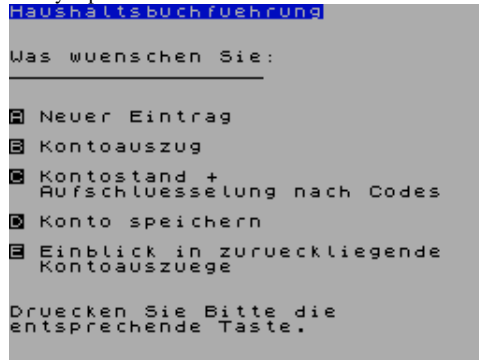 Haushaltsbuchfuehrung
Was wuenschen Sie:
A Neuer Eintrag
B Kontoauszug
C Kontostand +
Aufschluesselung nach Codes
D Konto speichern
E Einblick in zurueckliegende
Kontoauszuege
Druecken Sie Bitte die
entsprechende Taste.